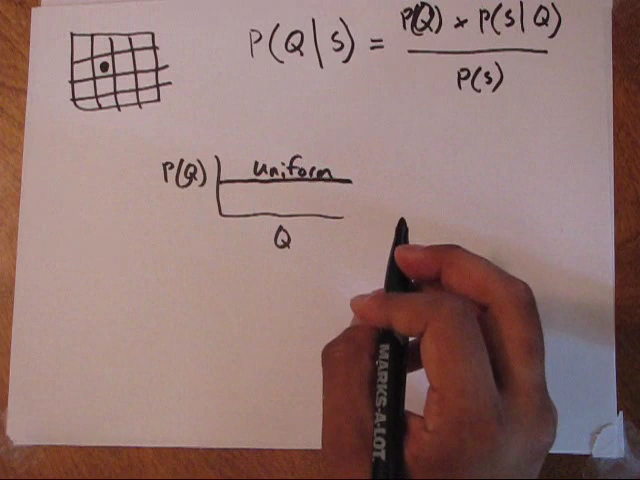 P(Q|S) = P(Q) × P(S|Q)
P(S)
P(Q) uniform
Q
MARKS-A-LOT